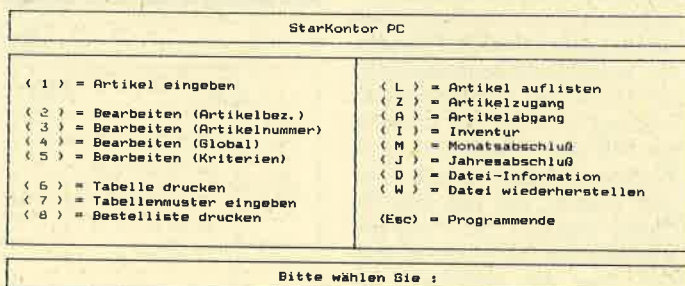 StarKontor PC
( 1 ) = Artikel eingeben
( 2 ) = Bearbeiten (Artikelbez.)
( 3 ) = Bearbeiten (Artikelnummer)
( 4 ) = Bearbeiten (Global)
( 5 ) = Bearbeiten (Kriterien)
( 6 ) = Tabelle drucken
( 7 ) = Tabellenmuster eingeben
( 8 ) = Bestelliste drucken
( L ) = Artikel auflisten
( Z ) = Artikelzugang
( A ) = Artikelabgang
( I ) = Inventur
( M ) = Monatsabschluß
( J ) = Jahresabschluß
( D ) = Datei-Information
( W ) = Datei wiederherstellen
(Esc) = Programmende
Bitte wählen Sie :